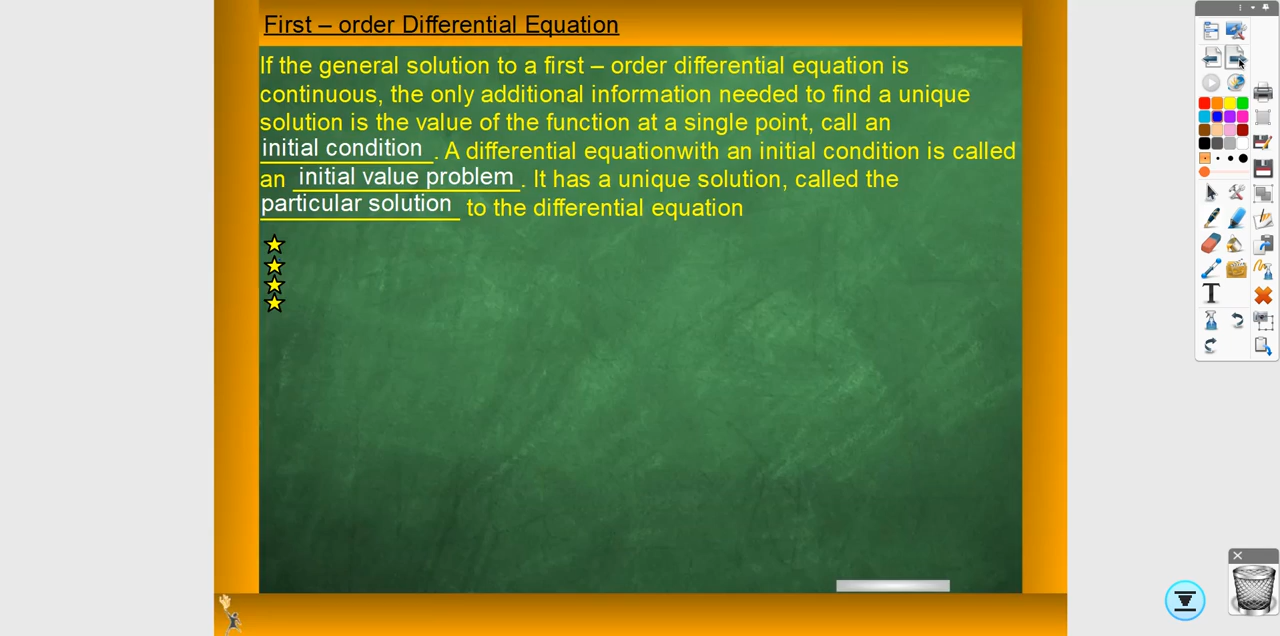 First – order Differential Equation
If the general solution to a first – order differential equation is
continuous, the only additional information needed to find a unique
solution is the value of the function at a single point, call an
initial condition. A differential equationwith an initial condition is called
an initial value problem. It has a unique solution, called the
particular solution to the differential equation
T